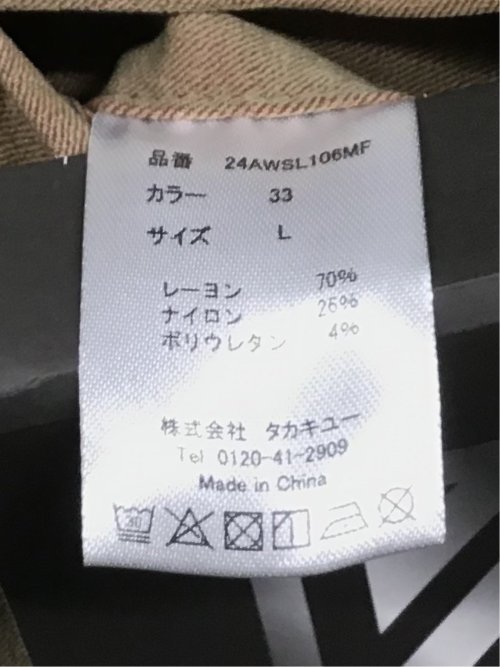 品番 24AWSL106MF
カラー 33
サイズ L
レーヨン 70%
ナイロン 26%
ポリウレタン 4%
株式会社 タカキユー
Tel 0120-41-2909
Made in China
30